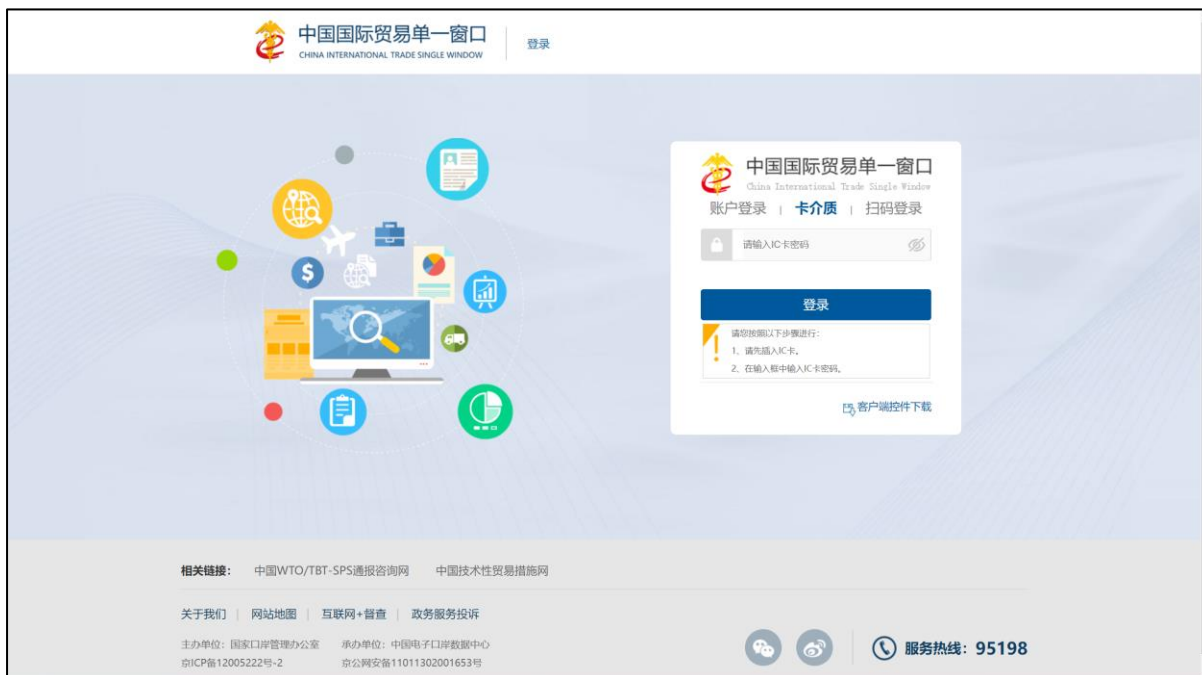 中国国际贸易单一窗口
CHINA INTERNATIONAL TRADE SINGLE WINDOW
登录
中国国际贸易单一窗口
China International Trade Single Window
账户登录 | 卡介质 | 扫码登录
请输入IC卡密码
登录
请您按照以下步骤进行：
1、请先插入IC卡。
2、在输入框中输入IC卡密码。
客户端控件下载
相关链接： 中国WTO/TBT-SPS通报咨询网 中国技术性贸易措施网
关于我们 | 网站地图 | 互联网+督查 | 政务服务投诉
主办单位：国家口岸管理办公室 承办单位：中国电子口岸数据中心
京ICP备12005222号-2 京公网安备11011302001653号
服务热线：95198